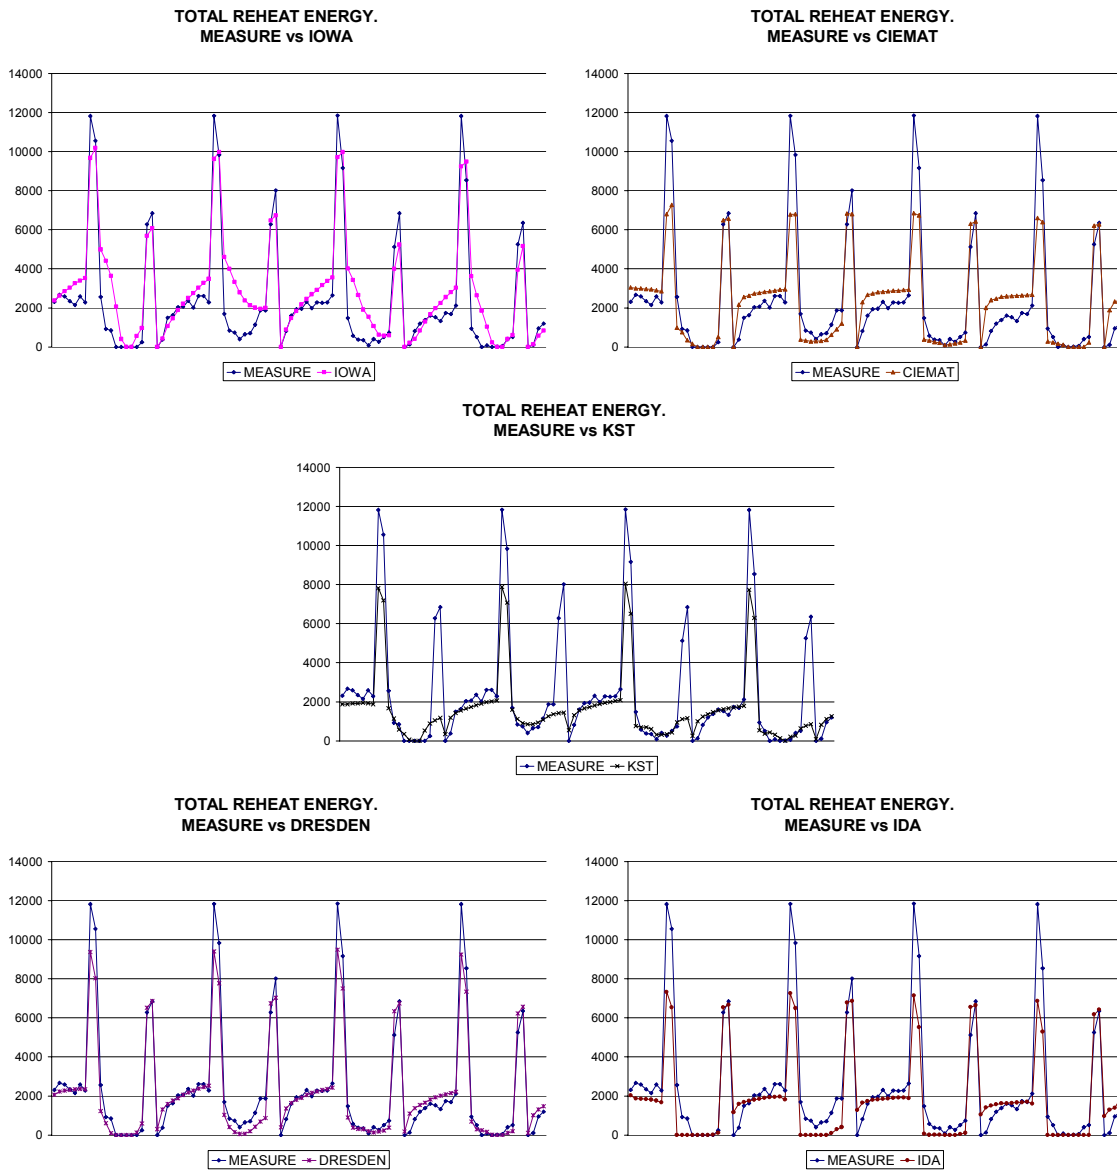 TOTAL REHEAT ENERGY.
MEASURE vs IOWA
14000
12000
10000
8000
6000
4000
2000
0
MEASURE IOWA
TOTAL REHEAT ENERGY.
MEASURE vs CIEMAT
14000
12000
10000
8000
6000
4000
2000
0
MEASURE CIEMAT
TOTAL REHEAT ENERGY.
MEASURE vs KST
14000
12000
10000
8000
6000
4000
2000
0
MEASURE KST
TOTAL REHEAT ENERGY.
MEASURE vs DRESDEN
14000
12000
10000
8000
6000
4000
2000
0
MEASURE DRESDEN
TOTAL REHEAT ENERGY.
MEASURE vs IDA
14000
12000
10000
8000
6000
4000
2000
0
MEASURE IDA